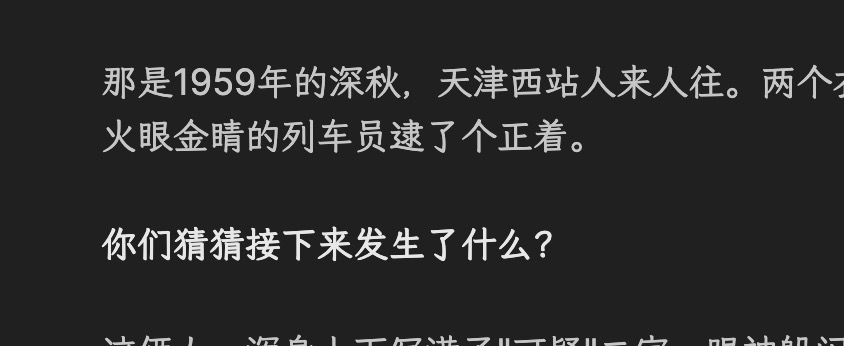 那是1959年的深秋，天津西站人来人往。两个
火眼金睛的列车员逮了个正着。
你们猜猜接下来发生了什么？